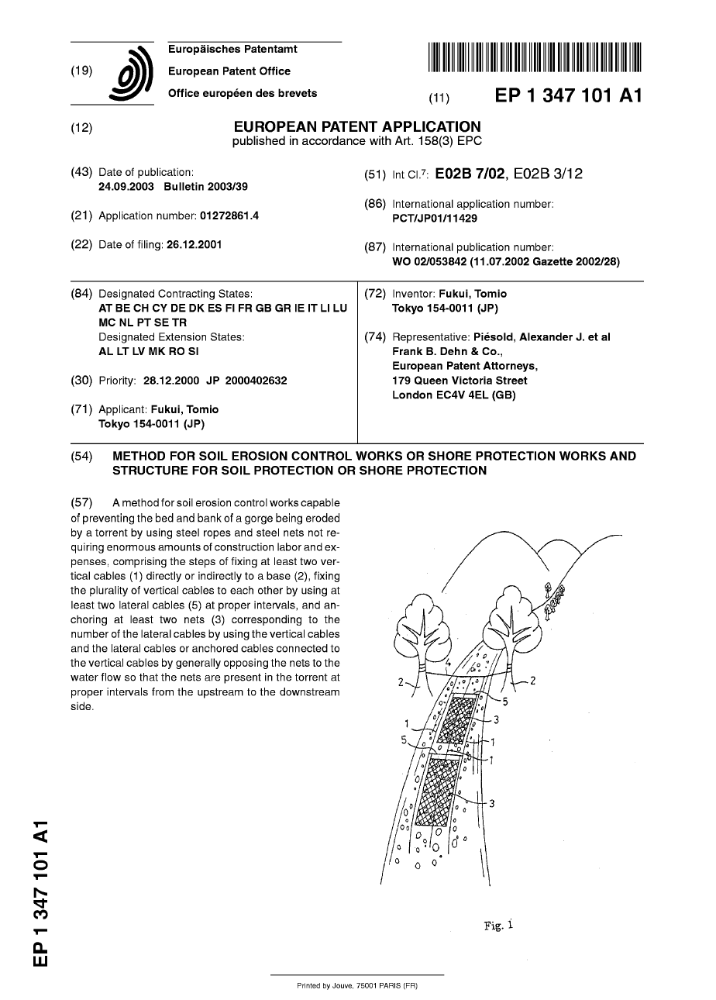 (19)
Europäisches Patentamt
European Patent Office
Office européen des brevets
(11) EP 1 347 101 A1
(12) EUROPEAN PATENT APPLICATION
published in accordance with Art. 158(3) EPC
(43) Date of publication:
24.09.2003 Bulletin 2003/39
(21) Application number: 01272861.4
(22) Date of filing: 26.12.2001
(51) Int Cl.7: E02B 7/02, E02B 3/12
(86) International application number:
PCT/JP01/11429
(87) International publication number:
WO 02/053842 (11.07.2002 Gazette 2002/28)
(84) Designated Contracting States:
AT BE CH CY DE DK ES FI FR GB GR IE IT LI LU
MC NL PT SE TR
Designated Extension States:
AL LT LV MK RO SI
(30) Priority: 28.12.2000 JP 2000402632
(71) Applicant: Fukui, Tomio
Tokyo 154-0011 (JP)
(72) Inventor: Fukui, Tomio
Tokyo 154-0011 (JP)
(74) Representative: Piésold, Alexander J. et al
Frank B. Dehn & Co.,
European Patent Attorneys,
179 Queen Victoria Street
London EC4V 4EL (GB)
(54) METHOD FOR SOIL EROSION CONTROL WORKS OR SHORE PROTECTION WORKS AND
STRUCTURE FOR SOIL PROTECTION OR SHORE PROTECTION
(57) A method for soil erosion control works capable
of preventing the bed and bank of a gorge being eroded
by a torrent by using steel ropes and steel nets not re-
quiring enormous amounts of construction labor and ex-
penses, comprising the steps of fixing at least two ver-
tical cables (1) directly or indirectly to a base (2), fixing
the plurality of vertical cables to each other by using at
least two lateral cables (5) at proper intervals, and an-
choring at least two nets (3) corresponding to the
number of the lateral cables by using the vertical cables
and the lateral cables or anchored cables connected to
the vertical cables by generally opposing the nets to the
water flow so that the nets are present in the torrent at
proper intervals from the upstream to the downstream
side.
4
2
2
5
3
1
1
5
1
3
Fig. 1
EP 1 347 101 A1
Printed by Jouve, 75001 PARIS (FR)